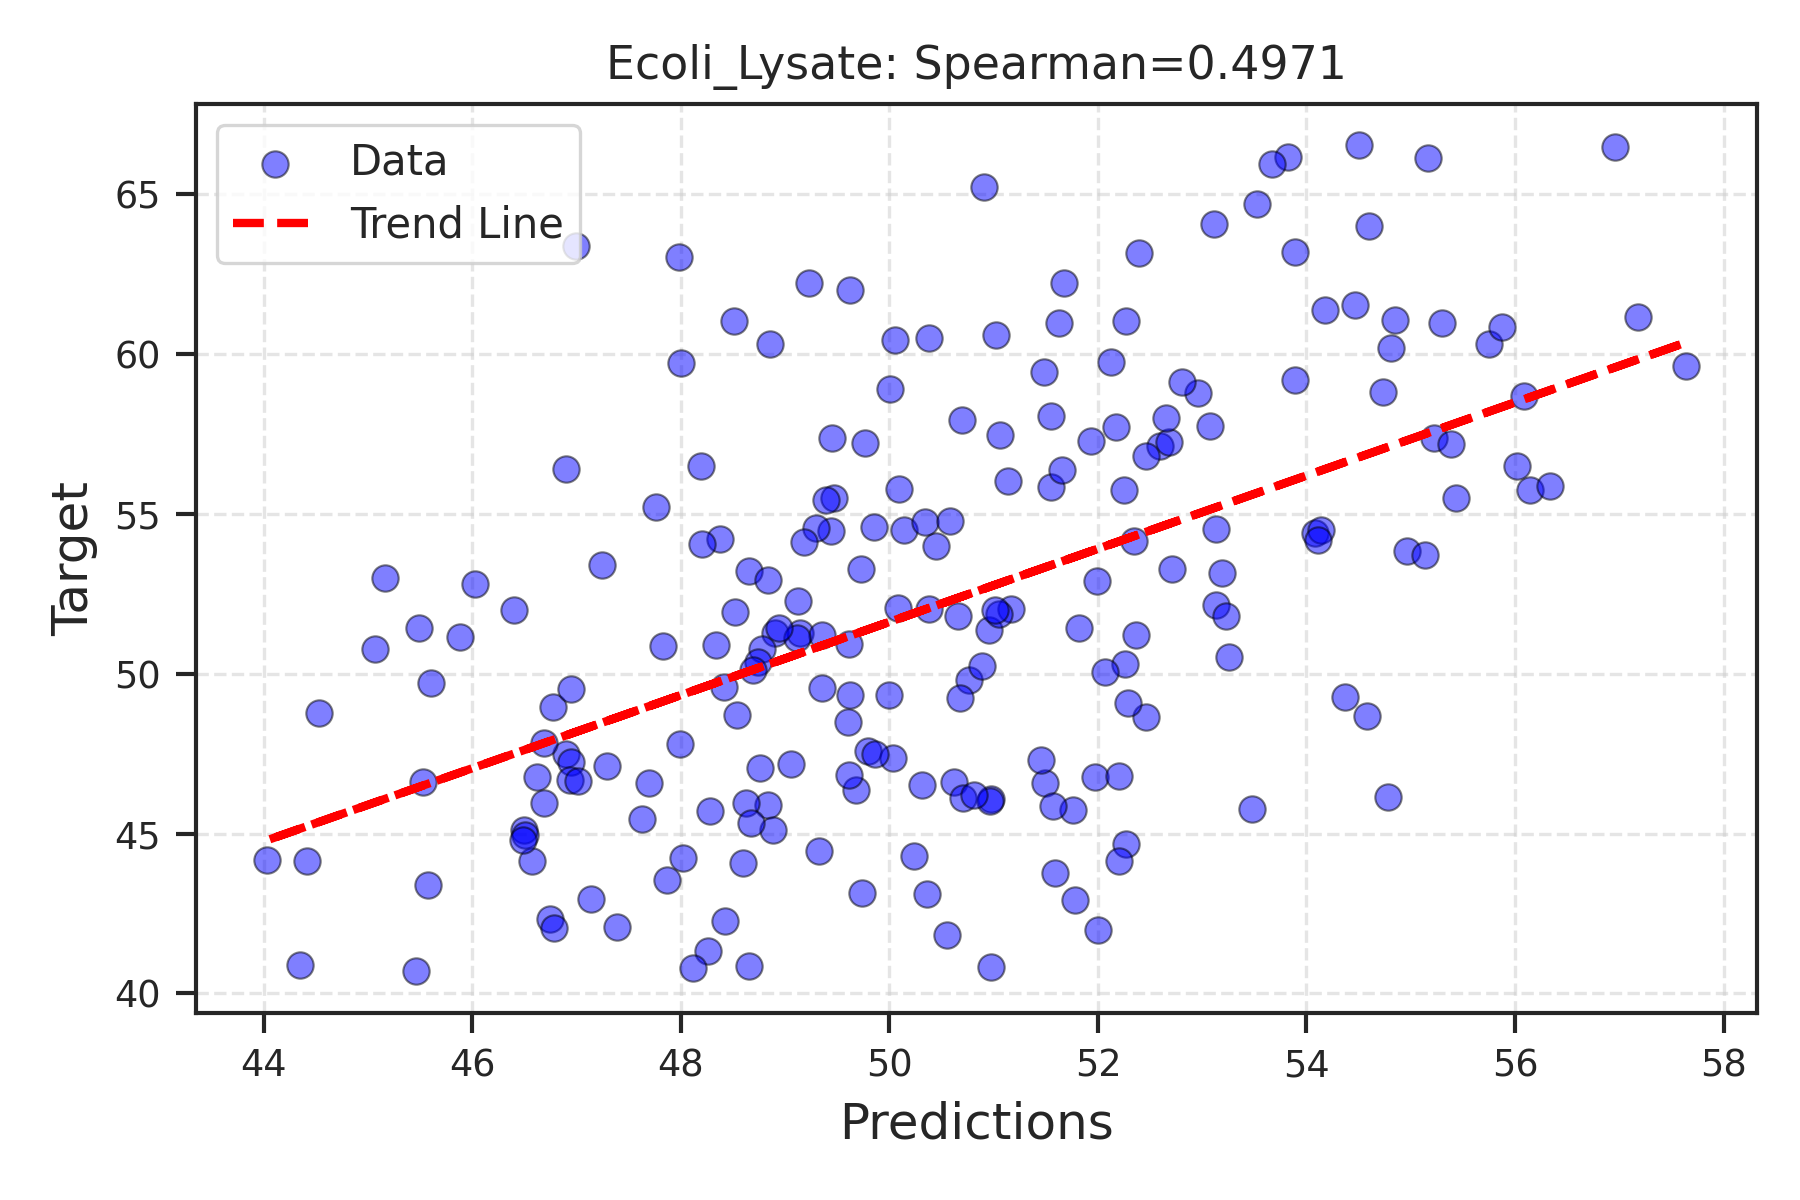 Ecoli_Lysate: Spearman=0.4971
Data
Trend Line
Target
65
60
55
50
45
40
44 46 48 50 52 54 56 58
Predictions